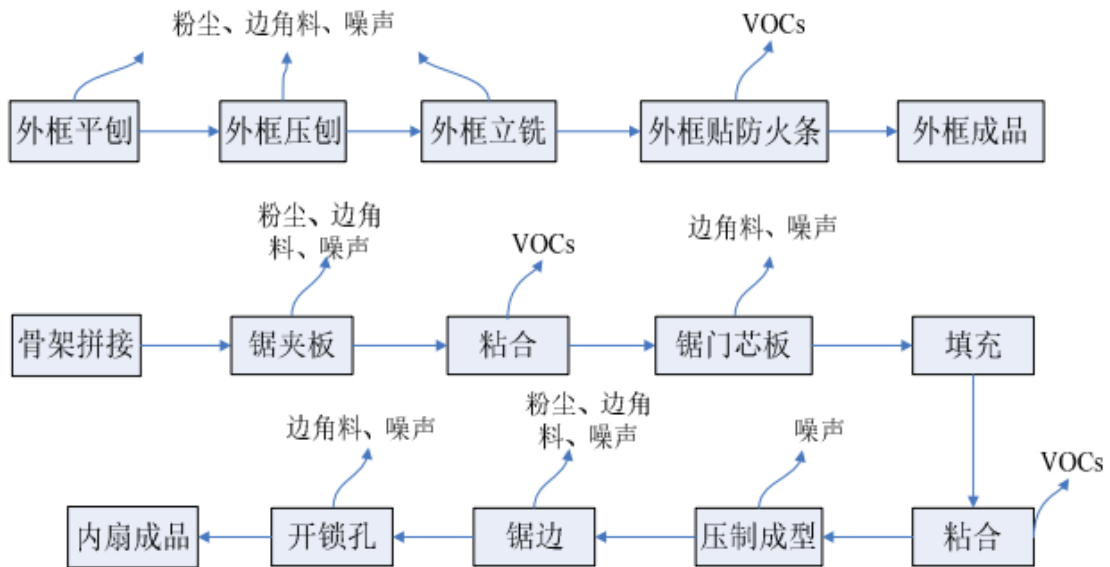 粉尘、边角料、噪声
VOCs
外框平刨
外框压刨
外框立铣
外框贴防火条
外框成品
粉尘、边角
料、噪声
VOCs
边角料、噪声
骨架拼接
锯夹板
粘合
锯门芯板
填充
边角料、噪声
粉尘、边角
料、噪声
噪声
VOCs
内扇成品
开锁孔
锯边
压制成型
粘合